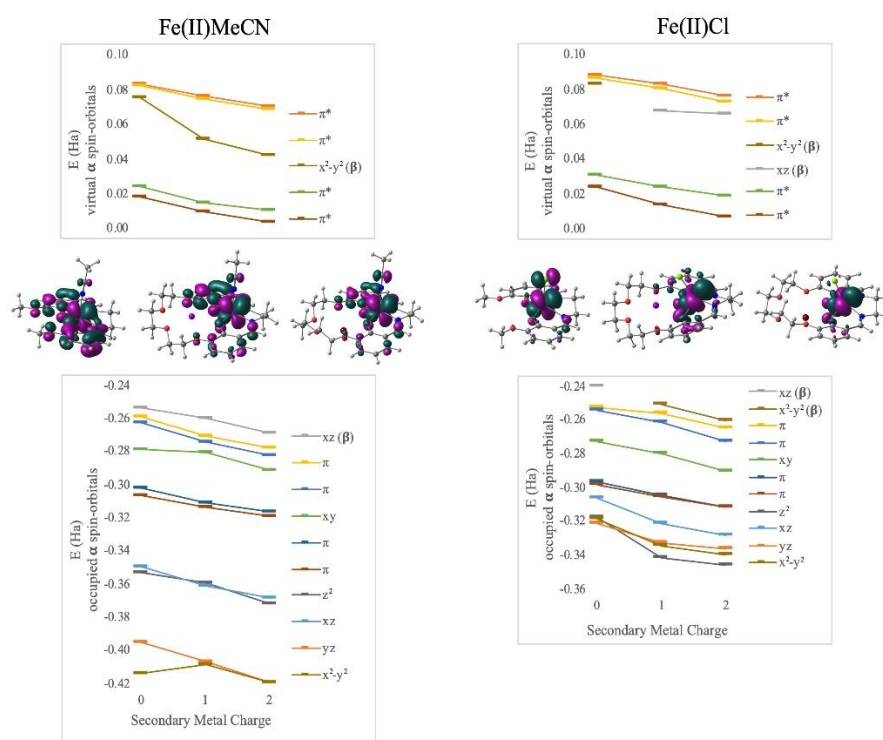 Fe(II)MeCN
Fe(II)Cl
0.10
0.08
0.06
0.04
0.02
0.00
E (Ha)
virtual α spin-orbitals
π*
π*
x²-y² (β)
π*
π*
0.10
0.08
0.06
0.04
0.02
0.00
E (Ha)
virtual α spin-orbitals
π*
π*
x²-y² (β)
xz (β)
π*
π*
-0.24
-0.26
-0.28
-0.30
-0.32
-0.34
-0.36
-0.38
-0.40
-0.42
E (Ha)
occupied α spin-orbitals
0 1 2
Secondary Metal Charge
xz (β)
π
π
xy
π
π
z²
xz
yz
x²-y²
-0.24
-0.26
-0.28
-0.30
-0.32
-0.34
-0.36
E (Ha)
occupied α spin-orbitals
0 1 2
Secondary Metal Charge
xz (β)
x²-y² (β)
π
π
xy
π
π
z²
xz
yz
x²-y²